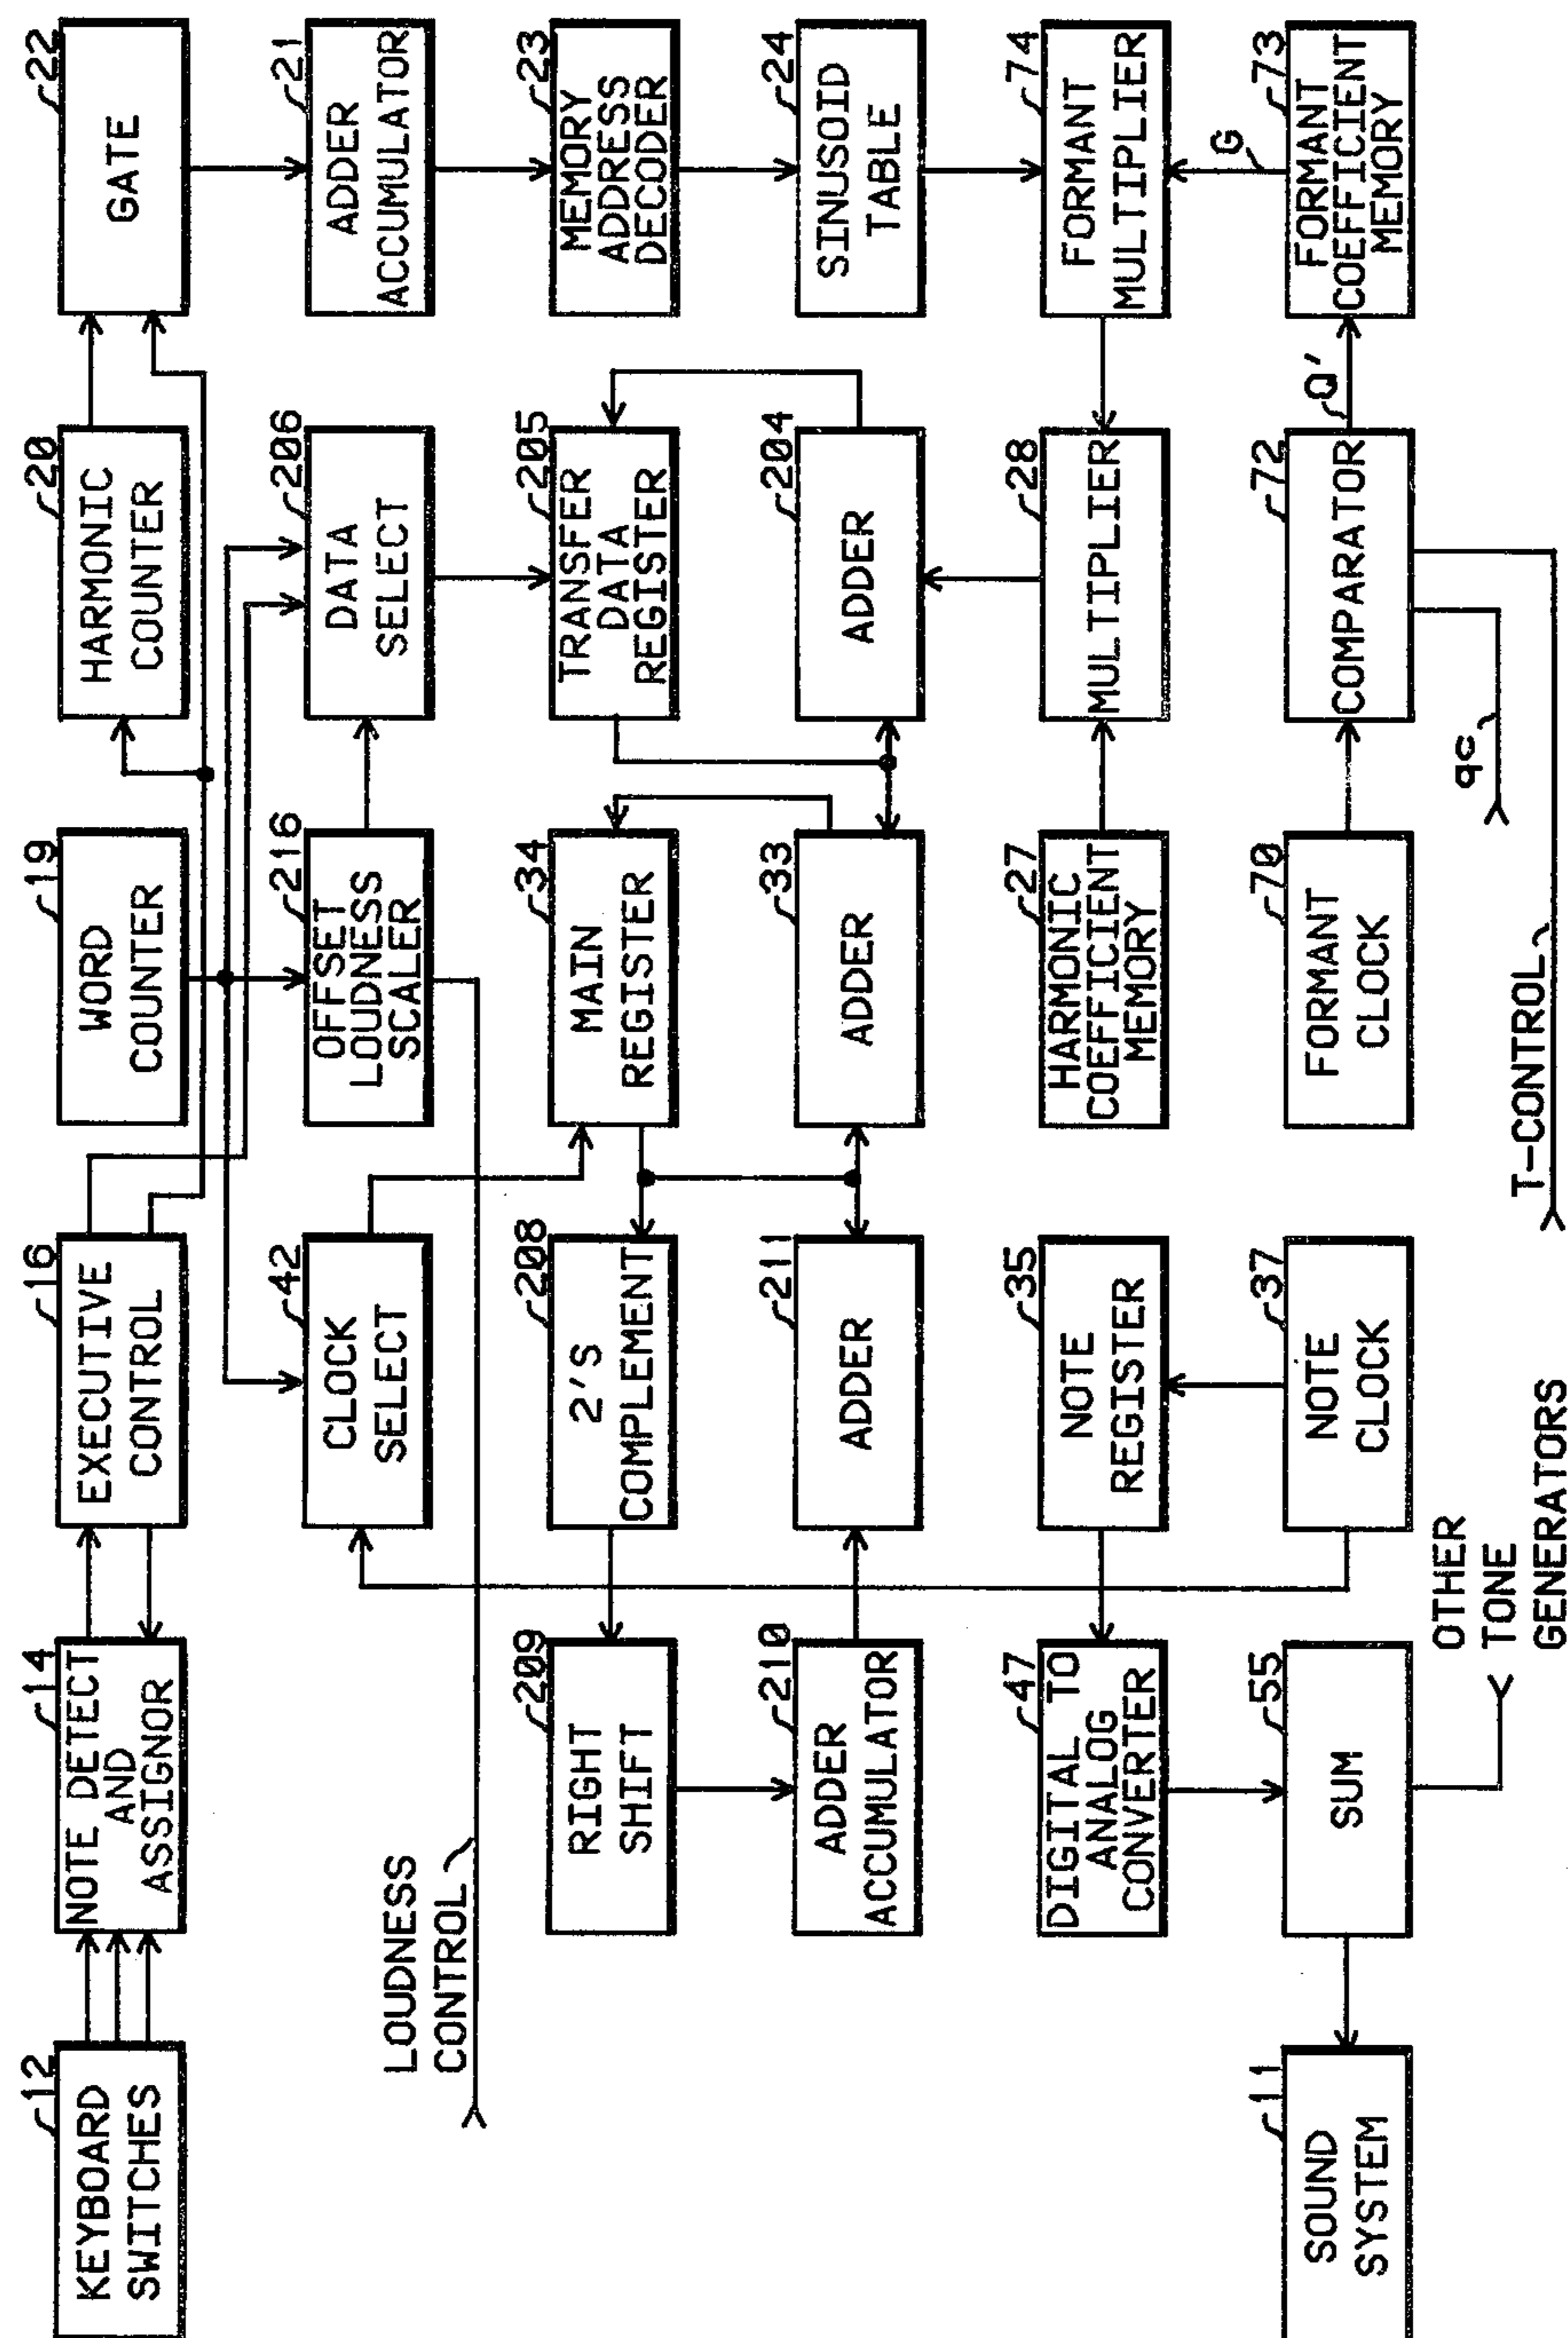 12
KEYBOARD
SWITCHES
14
NOTE DETECT
AND
ASSIGNOR
16
EXECUTIVE
CONTROL
19
WORD
COUNTER
20
HARMONIC
COUNTER
22
GATE
LOUDNESS
CONTROL
42
CLOCK
SELECT
216
OFFSET
LOUDNESS
SCALER
206
DATA
SELECT
21
ADDER
ACCUMULATOR
209
RIGHT
SHIFT
208
2'S
COMPLEMENT
34
MAIN
REGISTER
205
TRANSFER
DATA
REGISTER
23
MEMORY
ADDRESS
DECODER
210
ADDER
ACCUMULATOR
211
ADDER
33
ADDER
204
ADDER
24
SINUSOID
TABLE
47
DIGITAL TO
ANALOG
CONVERTER
35
NOTE
REGISTER
27
HARMONIC
COEFFICIENT
MEMORY
28
MULTIPLIER
74
FORMANT
MULTIPLIER
G
11
SOUND
SYSTEM
55
SUM
37
NOTE
CLOCK
70
FORMANT
CLOCK
72
COMPARATOR
Q'
73
FORMANT
COEFFICIENT
MEMORY
OTHER
TONE
GENERATORS
qc
T-CONTROL